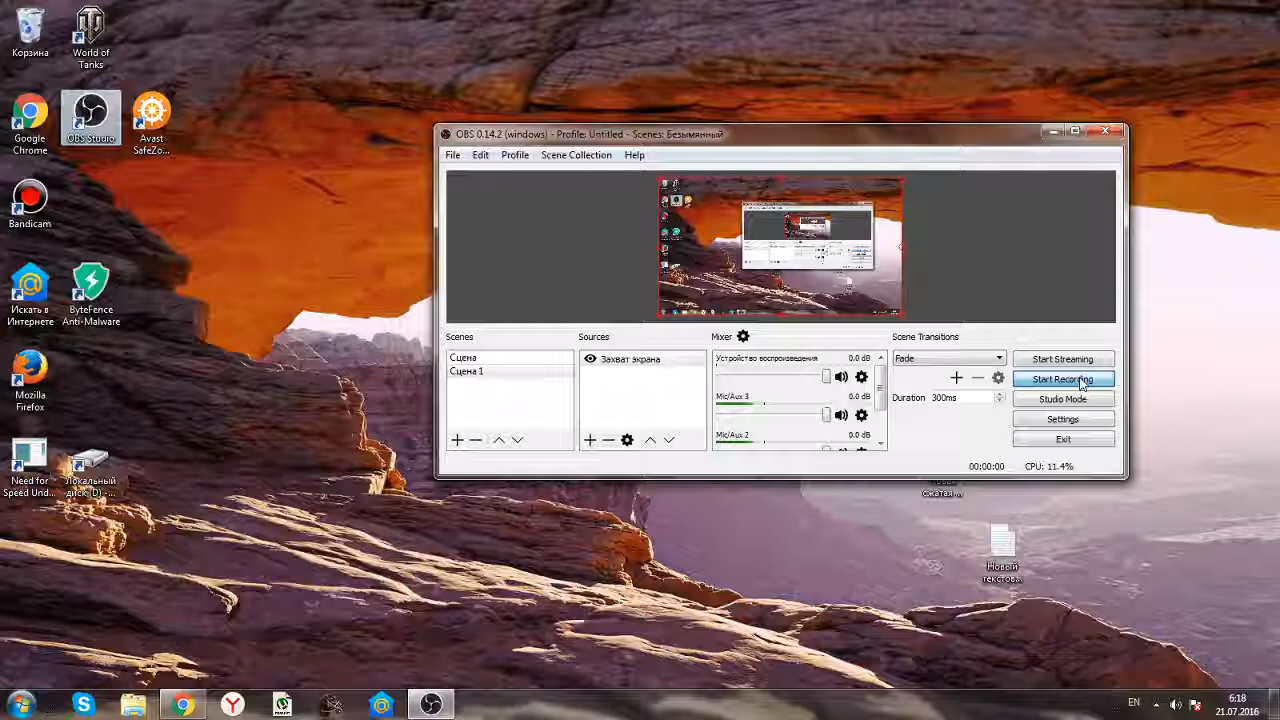 Корзина
World of
Tanks
Google
Chrome
OBS Studio
Avast
SafeZo...
Bandicam
Искать в
Интернете
ByteFence
Anti-Malware
Mozilla
Firefox
Need for
Speed Und...
Локальный
диск (D) -...
OBS 0.14.2 (windows) - Profile: Untitled - Scenes: Безымянный
File Edit Profile Scene Collection Help
Scenes
Сцена
Сцена 1
Sources
Захват экрана
Mixer
Устройство воспроизведения 0.0 dB
Mic/Aux 3 0.0 dB
Mic/Aux 2 0.0 dB
Scene Transitions
Fade
Duration 300ms
Start Streaming
Start Recording
Studio Mode
Settings
Exit
00:00:00 CPU: 11.4%
сжатая...
Новый
текстов...
EN
6:18
21.07.2016